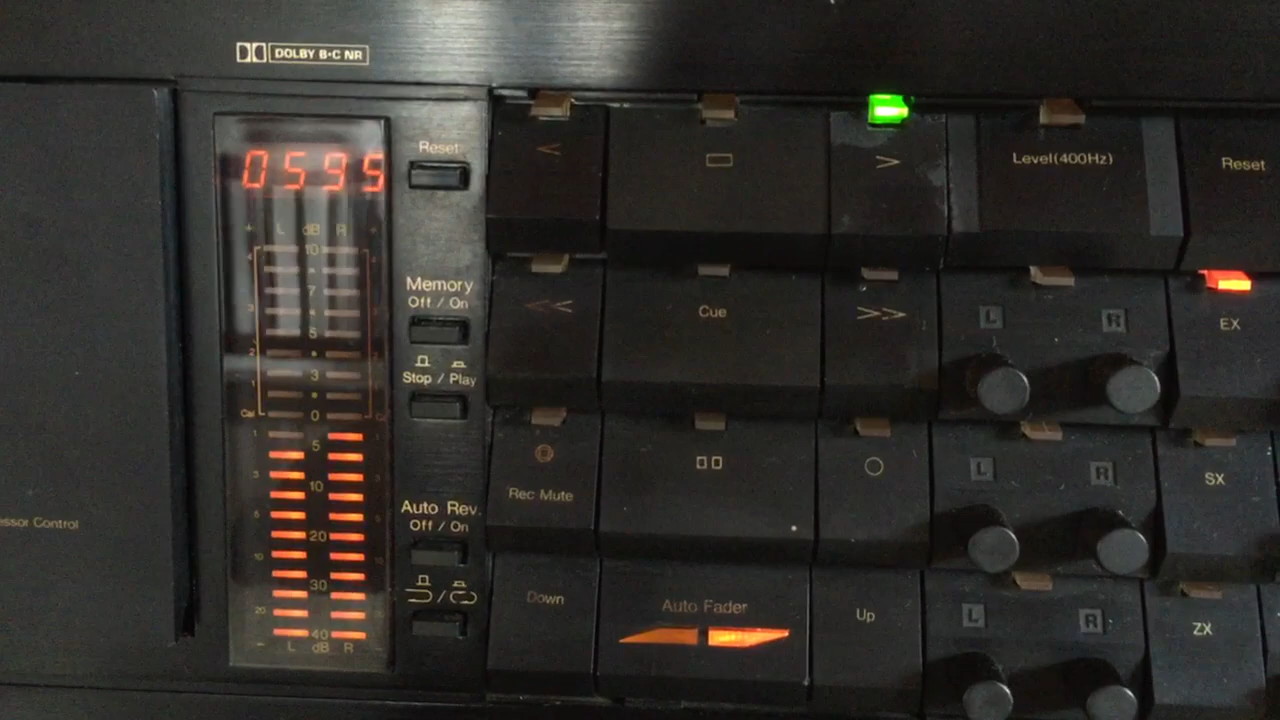 DOLBY B·C NR
0595
Reset
+ L dB R +
10
7
5
3
Cal 0
5
10
20
30
40
- L dB R -
Memory
Off / On
Stop / Play
Auto Rev.
Off / On
<
>
Level(400Hz)
Reset
<<
Cue
>>
L R
EX
Rec Mute
L R
SX
Down
Auto Fader
Up
L R
ZX
essor Control